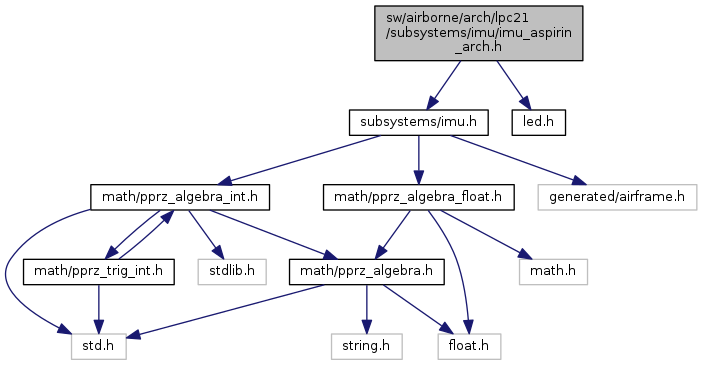 sw/airborne/arch/lpc21
/subsystems/imu/imu_aspirin
_arch.h
subsystems/imu.h
led.h
math/pprz_algebra_int.h
math/pprz_algebra_float.h
generated/airframe.h
math/pprz_trig_int.h
stdlib.h
math/pprz_algebra.h
math.h
std.h
string.h
float.h